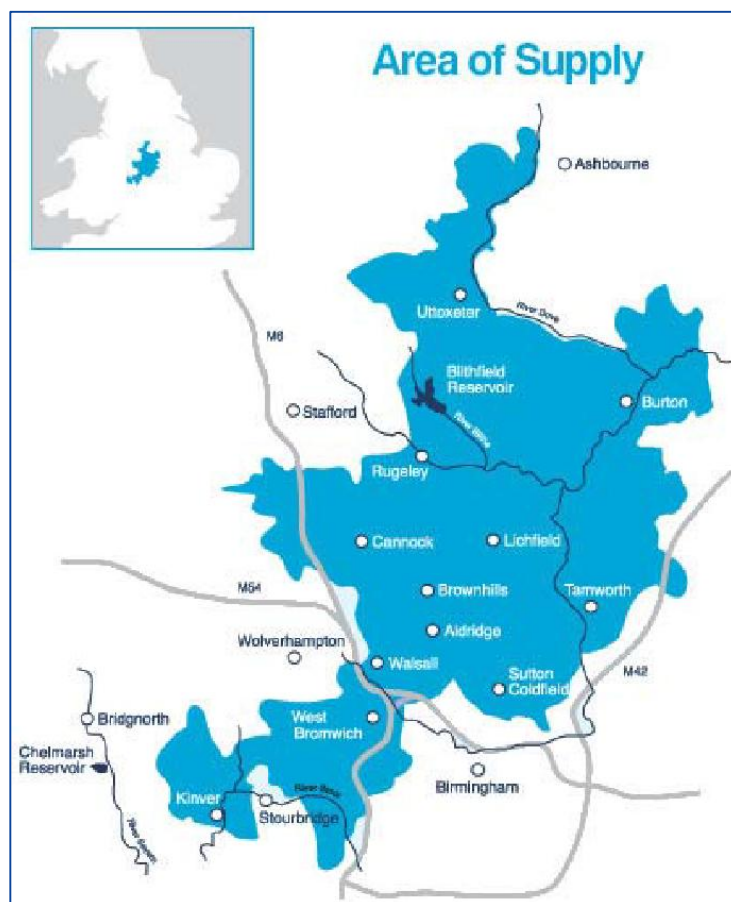 Area of Supply
Ashbourne
Uttoxeter
River Dove
M6
Blithfield
Reservoir
Stafford
Burton
River Blithe
Rugeley
Cannock
Lichfield
M54
Brownhills
Tamworth
Aldridge
Wolverhampton
Walsall
Sutton
Coldfield
M42
Bridgnorth
West
Bromwich
Chelmarsh
Reservoir
Birmingham
Kinver
River Stour
Stourbridge
River Severn